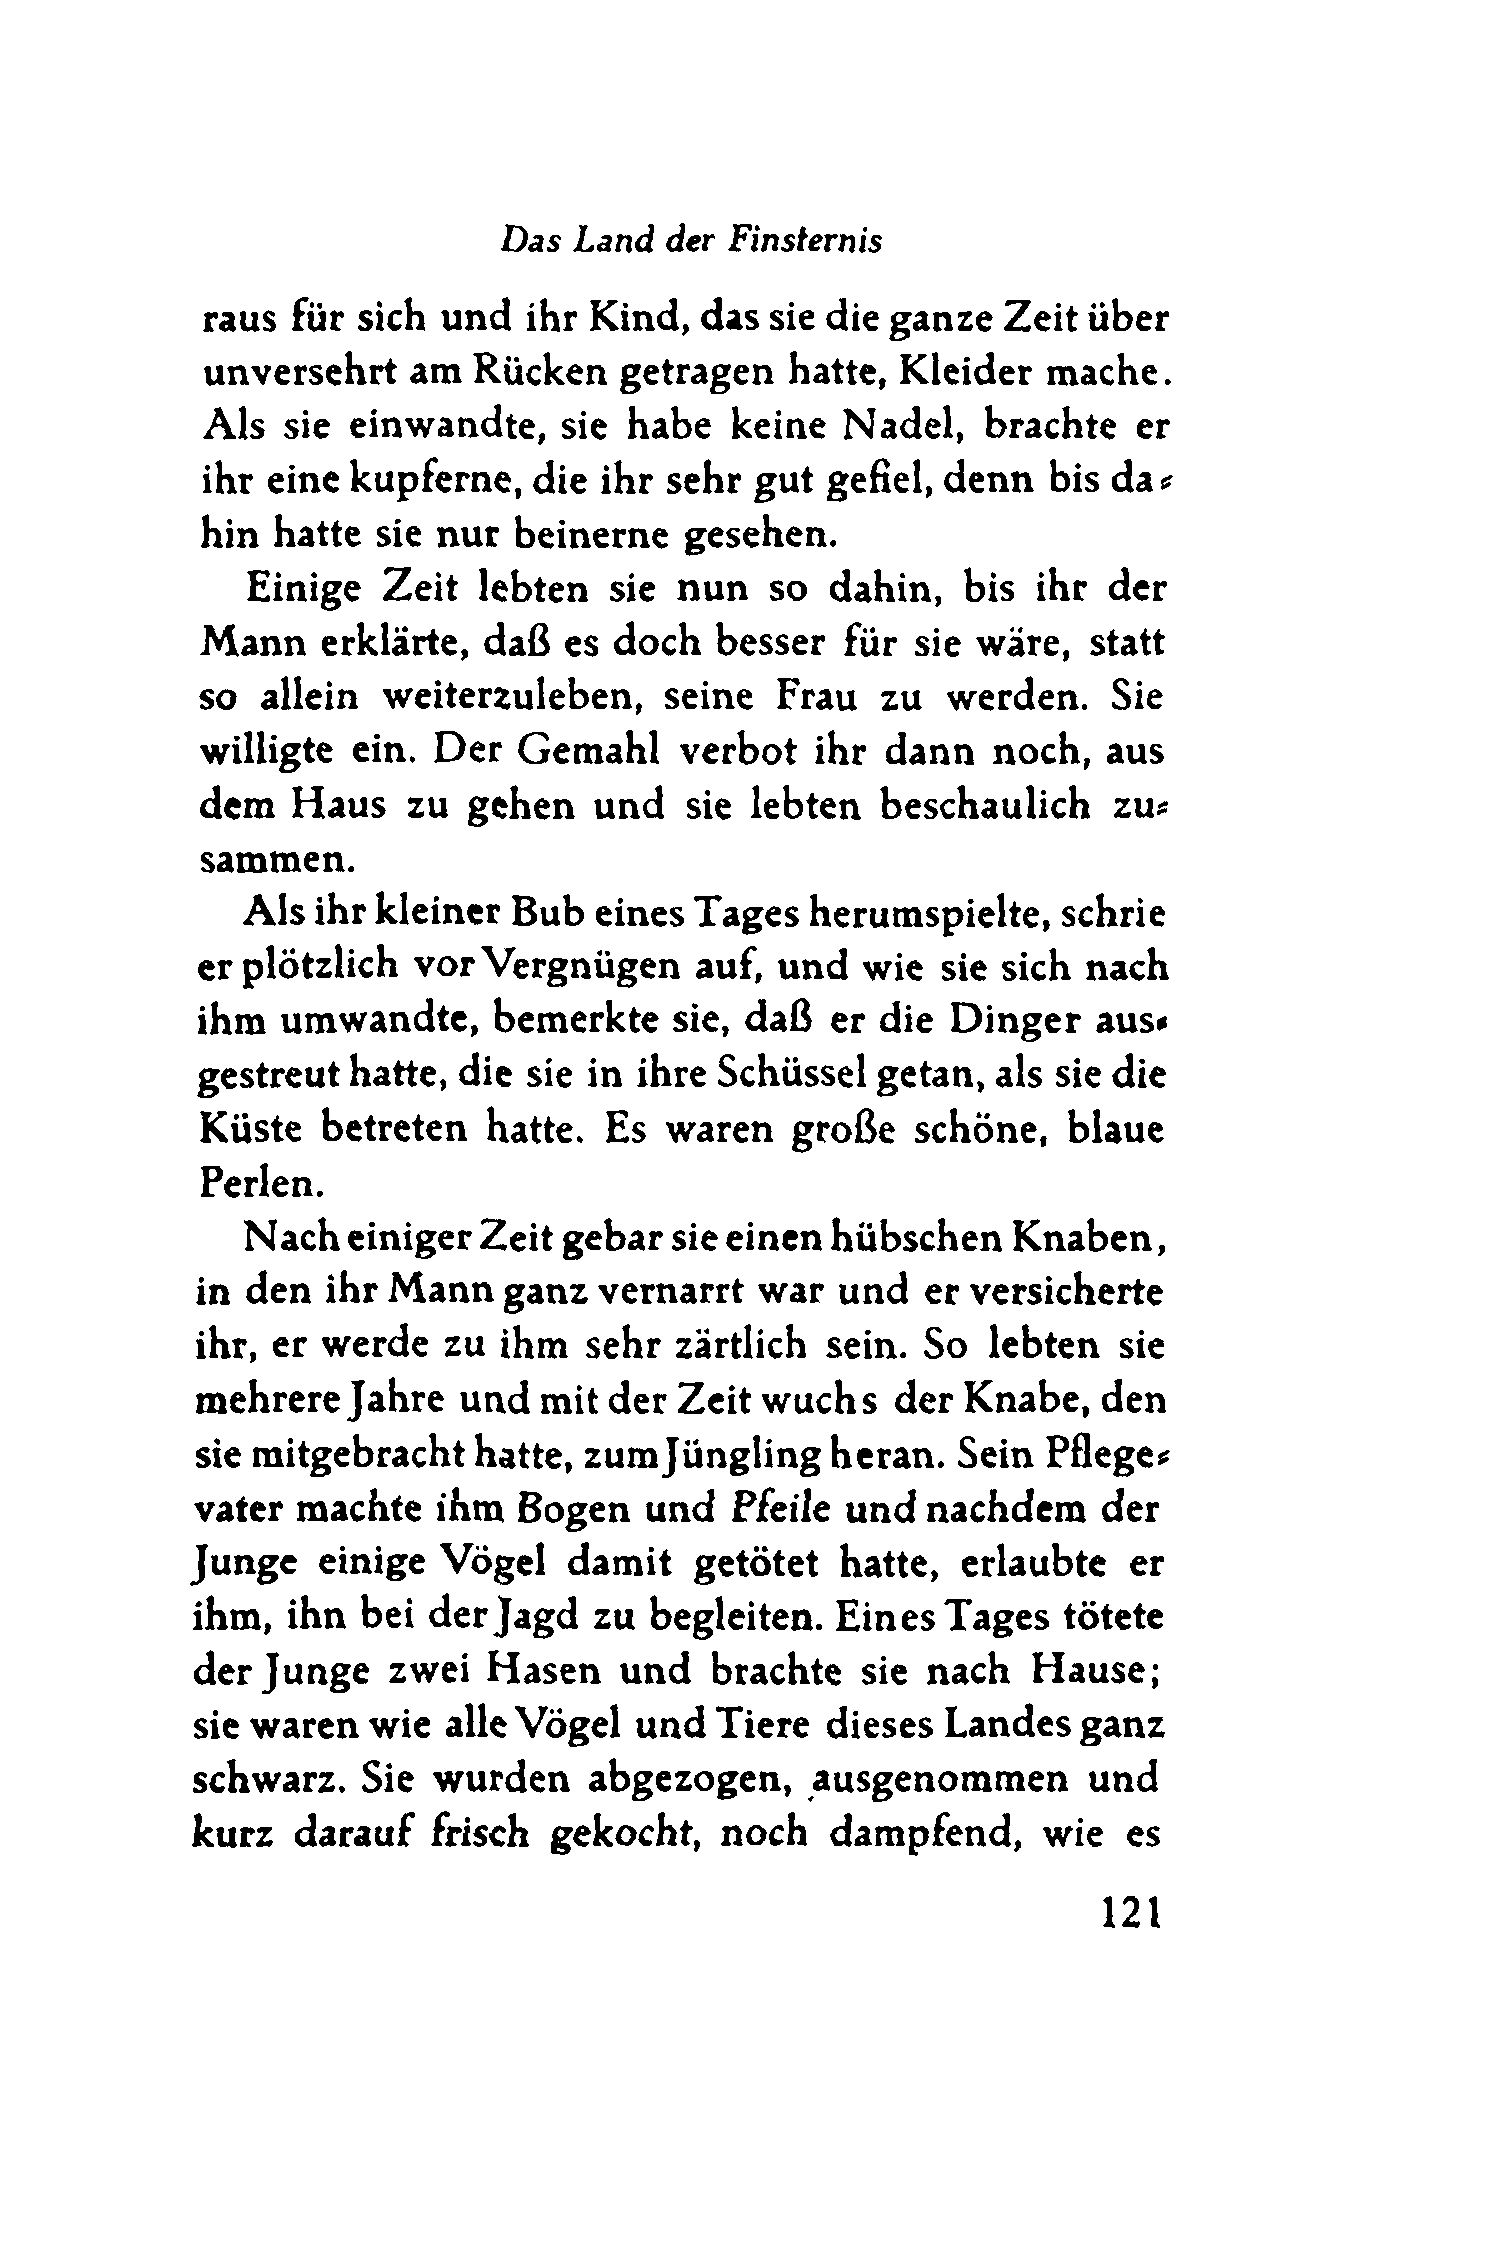 Das Land der Finsternis
raus für sich und ihr Kind, das sie die ganze Zeit über
unversehrt am Rücken getragen hatte, Kleider mache.
Als sie einwandte, sie habe keine Nadel, brachte er
ihr eine kupferne, die ihr sehr gut gefiel, denn bis da-
hin hatte sie nur beinerne gesehen.
Einige Zeit lebten sie nun so dahin, bis ihr der
Mann erklärte, daß es doch besser für sie wäre, statt
so allein weiterzuleben, seine Frau zu werden. Sie
willigte ein. Der Gemahl verbot ihr dann noch, aus
dem Haus zu gehen und sie lebten beschaulich zu-
sammen.
Als ihr kleiner Bub eines Tages herumspielte, schrie
er plötzlich vor Vergnügen auf, und wie sie sich nach
ihm umwandte, bemerkte sie, daß er die Dinger aus-
gestreut hatte, die sie in ihre Schüssel getan, als sie die
Küste betreten hatte. Es waren große schöne, blaue
Perlen.
Nach einiger Zeit gebar sie einen hübschen Knaben,
in den ihr Mann ganz vernarrt war und er versicherte
ihr, er werde zu ihm sehr zärtlich sein. So lebten sie
mehrere Jahre und mit der Zeit wuchs der Knabe, den
sie mitgebracht hatte, zum Jüngling heran. Sein Pflege-
vater machte ihm Bogen und Pfeile und nachdem der
Junge einige Vögel damit getötet hatte, erlaubte er
ihm, ihn bei der Jagd zu begleiten. Eines Tages tötete
der Junge zwei Hasen und brachte sie nach Hause;
sie waren wie alle Vögel und Tiere dieses Landes ganz
schwarz. Sie wurden abgezogen, ausgenommen und
kurz darauf frisch gekocht, noch dampfend, wie es
121